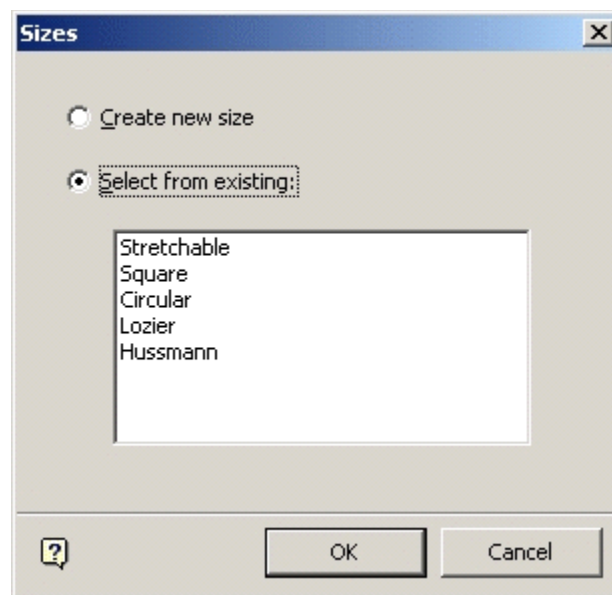 Sizes
Create new size
Select from existing:
Stretchable
Square
Circular
Lozier
Hussmann
?
OK
Cancel